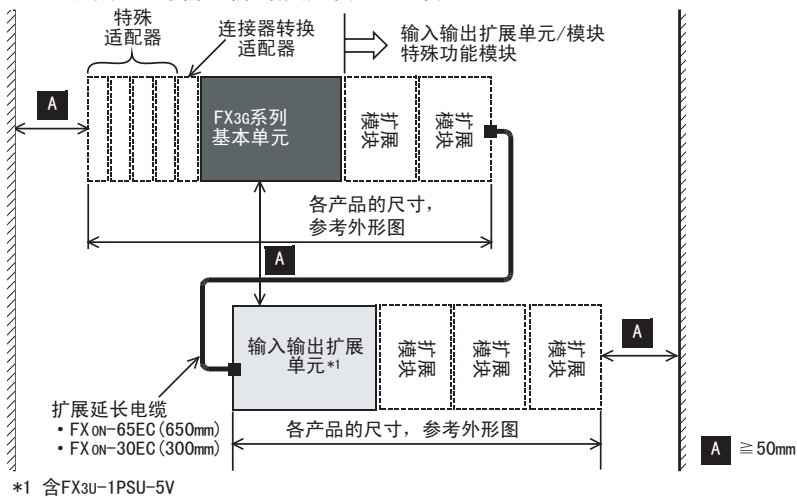 特殊
适配器
连接器转换
适配器
输入输出扩展单元/模块
特殊功能模块
A
FX3G系列
基本单元
扩展
模块
扩展
模块
各产品的尺寸，
参考外形图
A
输入输出扩展
单元*1
扩展
模块
扩展
模块
扩展
模块
A
扩展延长电缆
・FX0N-65EC(650mm)
・FX0N-30EC(300mm)
各产品的尺寸，参考外形图
A ≧50mm
*1 含FX3U-1PSU-5V